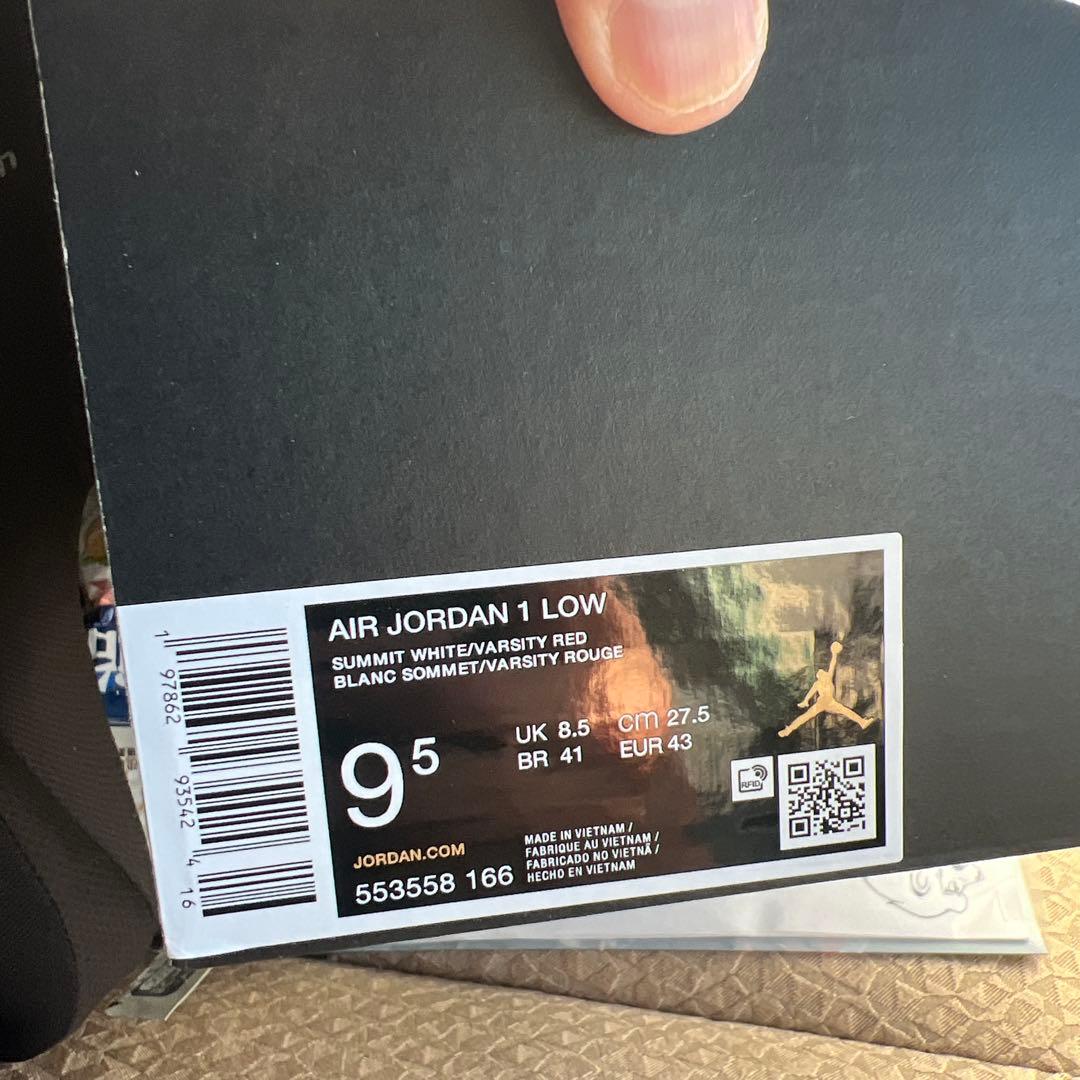 AIR JORDAN 1 LOW
SUMMIT WHITE/VARSITY RED
BLANC SOMMET/VARSITY ROUGE
9⁵
UK 8.5 cm 27.5
BR 41 EUR 43
RFID
JORDAN.COM
553558 166
MADE IN VIETNAM /
FABRIQUE AU VIETNAM /
FABRICADO NO VIETNÃ /
HECHO EN VIETNAM
1 97862 93542 4 16